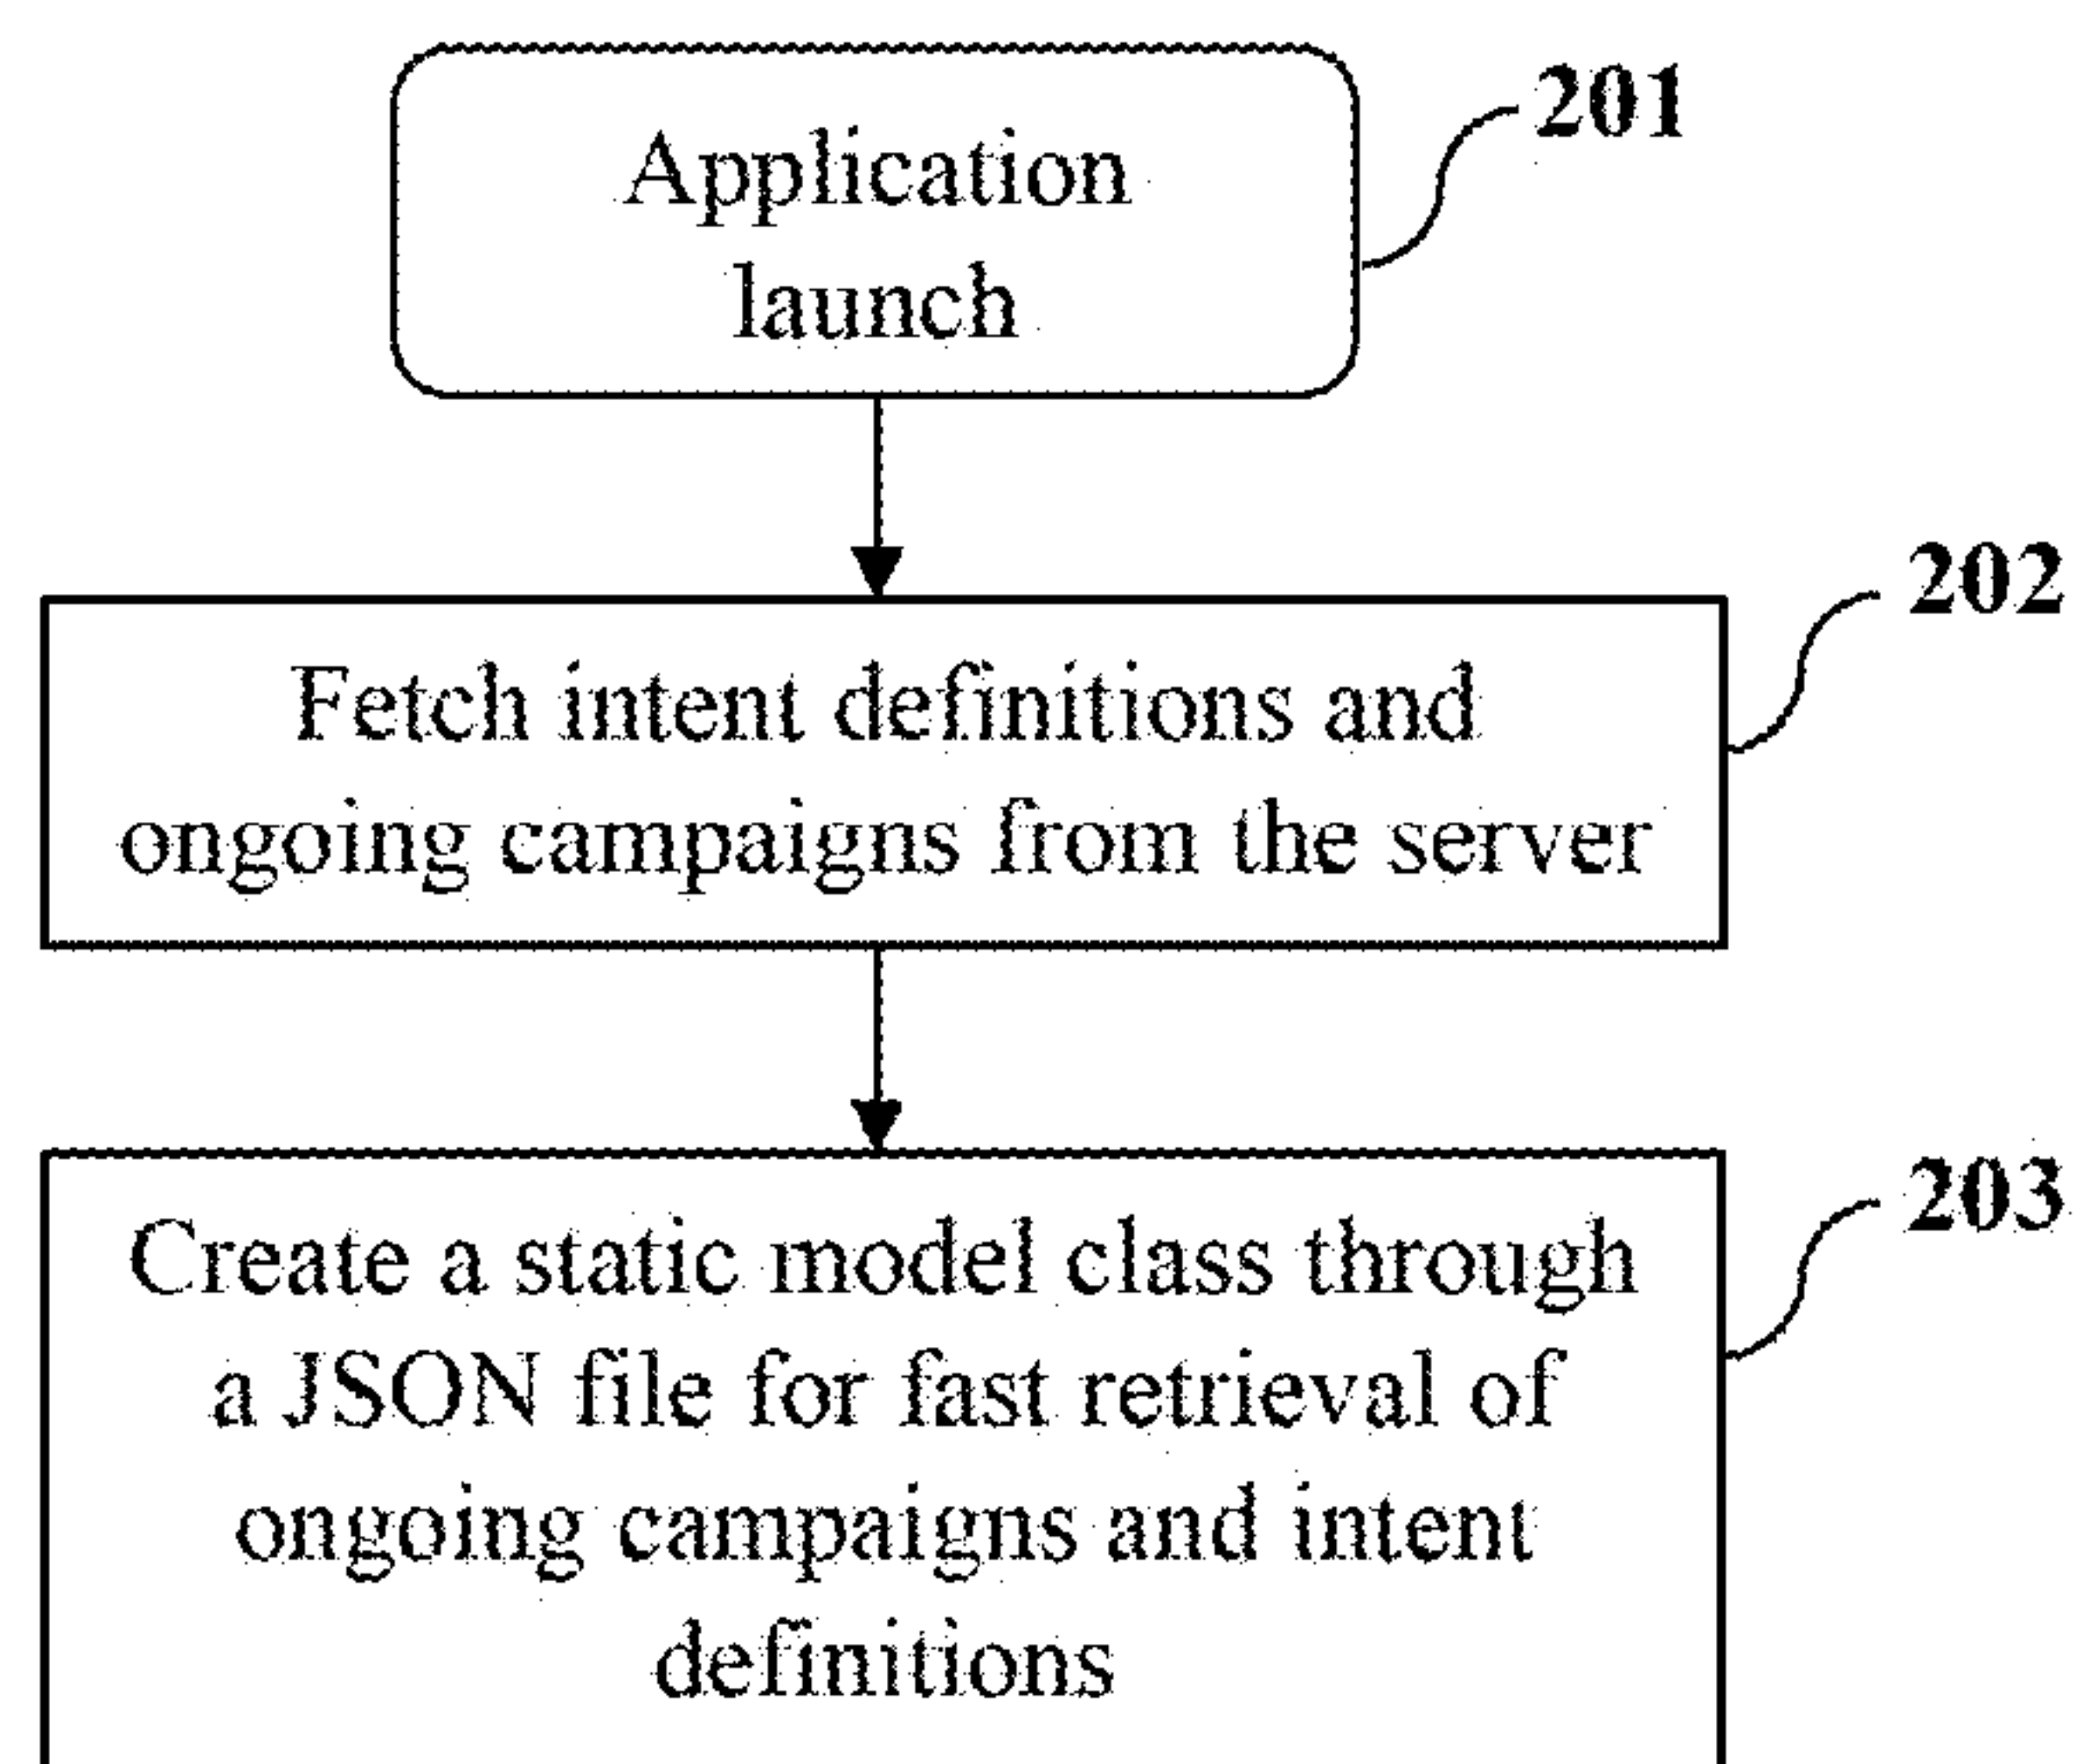 Application
launch
201
Fetch intent definitions and
ongoing campaigns from the server
202
Create a static model class through
a JSON file for fast retrieval of
ongoing campaigns and intent
definitions
203